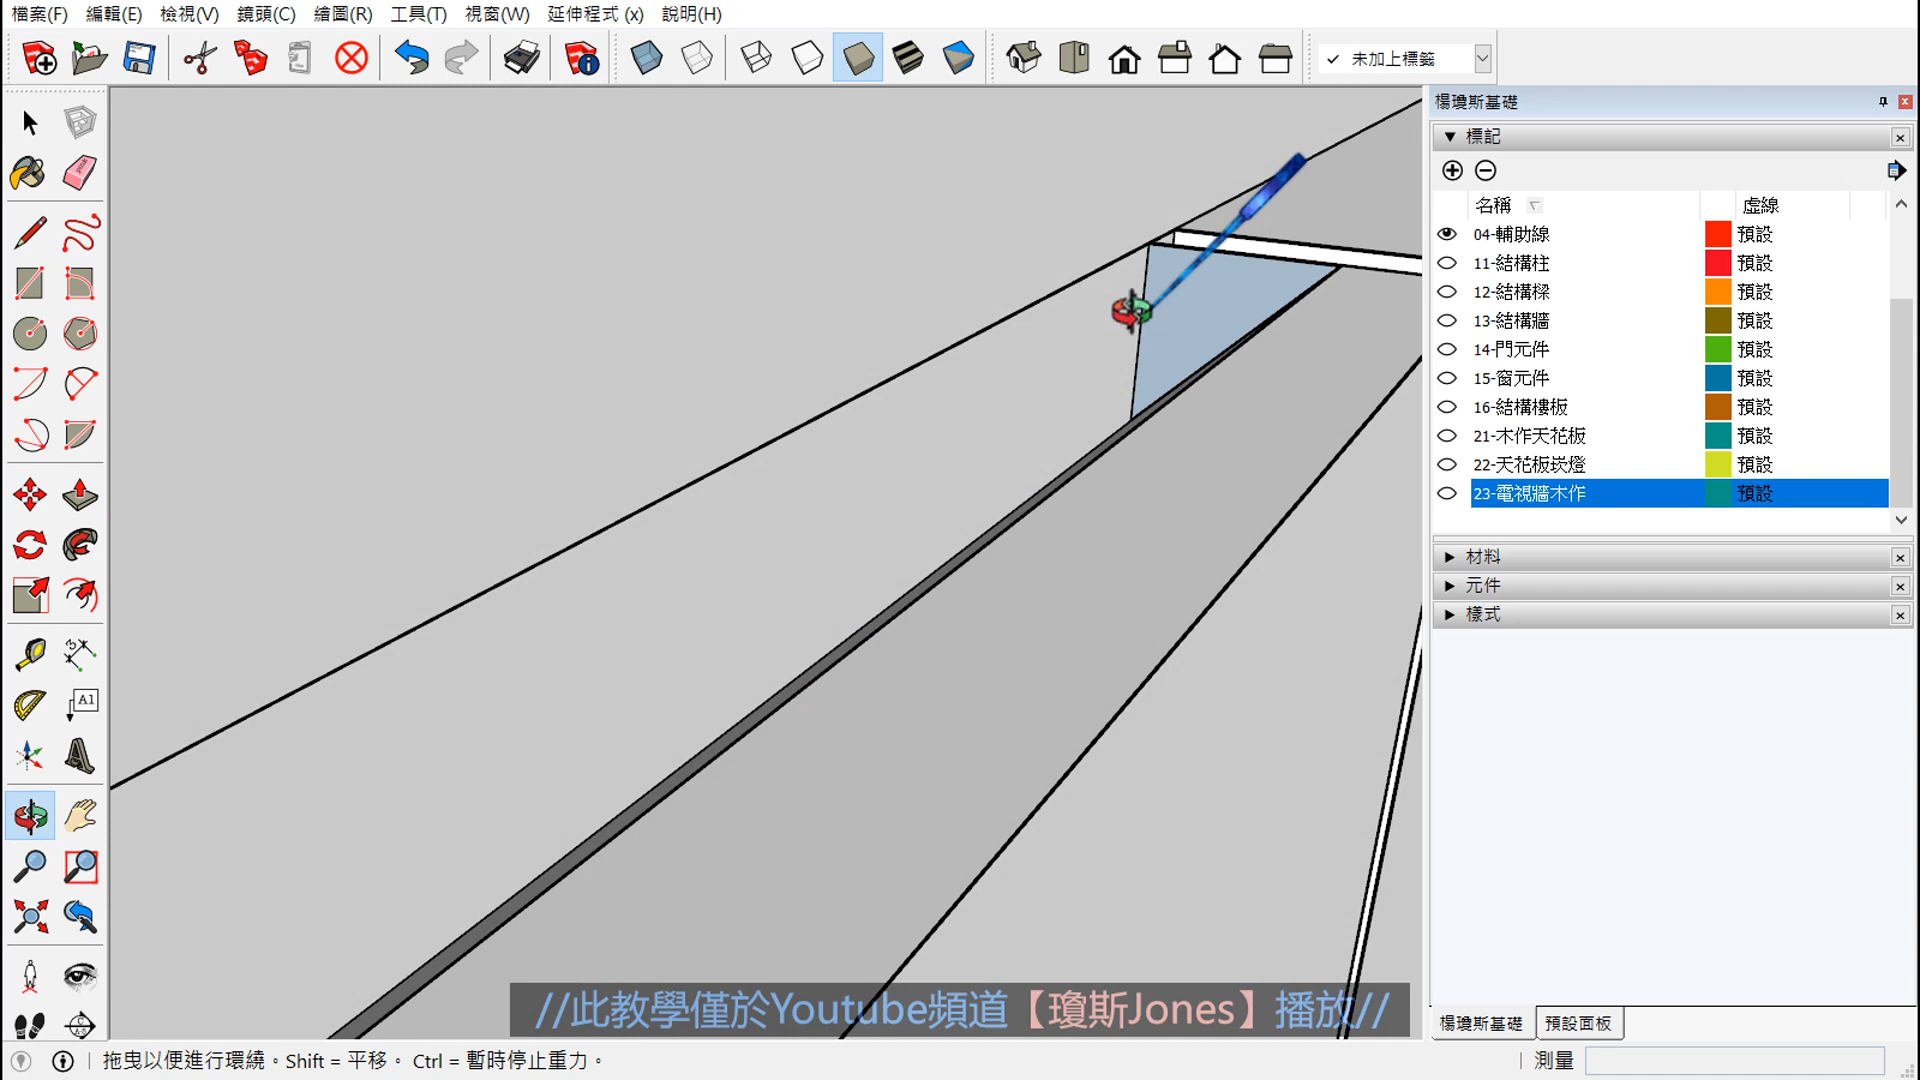 檔案(F) 編輯(E) 檢視(V) 鏡頭(C) 繪圖(R) 工具(T) 視窗(W) 延伸程式 (x) 說明(H)
未加上標籤
楊瓊斯基礎
標記
名稱 虛線
04-輔助線 預設
11-結構柱 預設
12-結構樑 預設
13-結構牆 預設
14-門元件 預設
15-窗元件 預設
16-結構樓板 預設
21-木作天花板 預設
22-天花板崁燈 預設
23-電視牆木作 預設
材料
元件
樣式
A1
//此教學僅於Youtube頻道【瓊斯Jones】播放//
楊瓊斯基礎 預設面板
拖曳以便進行環繞。Shift = 平移。 Ctrl = 暫時停止重力。
測量